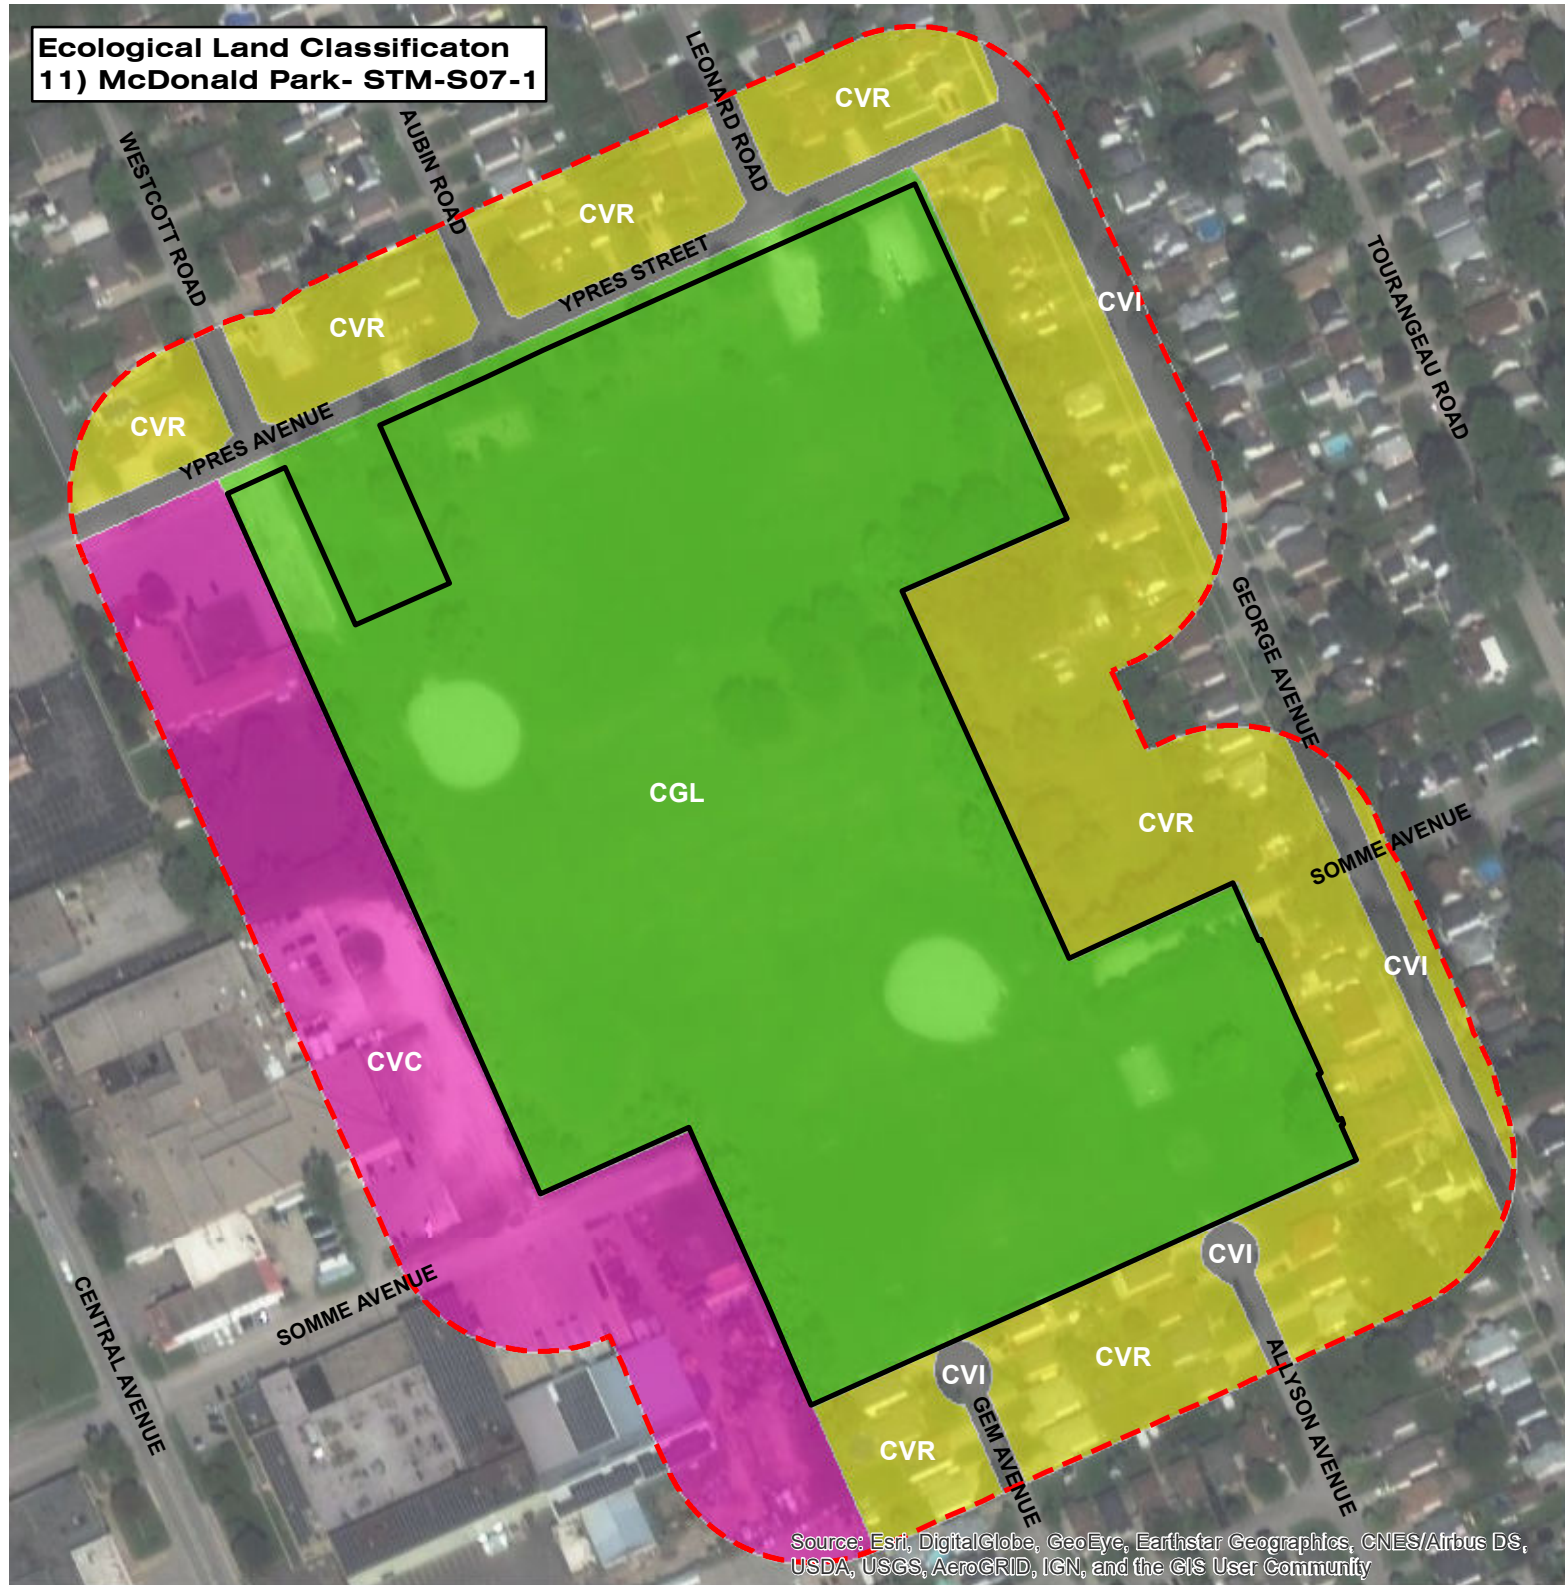 Ecological Land Classificaton
11) McDonald Park- STM-S07-1
LEONARD ROAD
CVR
AUBIN ROAD
WESTCOTT ROAD
CVR
TOURANGEAU ROAD
YPRES STREET
CVI
CVR
CVR
YPRES AVENUE
GEORGE AVENUE
CGL
CVR
SOMME AVENUE
CVI
CVC
CVI
SOMME AVENUE
CENTRAL AVENUE
CVR
CVI
ALLYSON AVENUE
GEM AVENUE
CVR
Source: Esri, DigitalGlobe, GeoEye, Earthstar Geographics, CNES/Airbus DS,
USDA, USGS, AeroGRID, IGN, and the GIS User Community